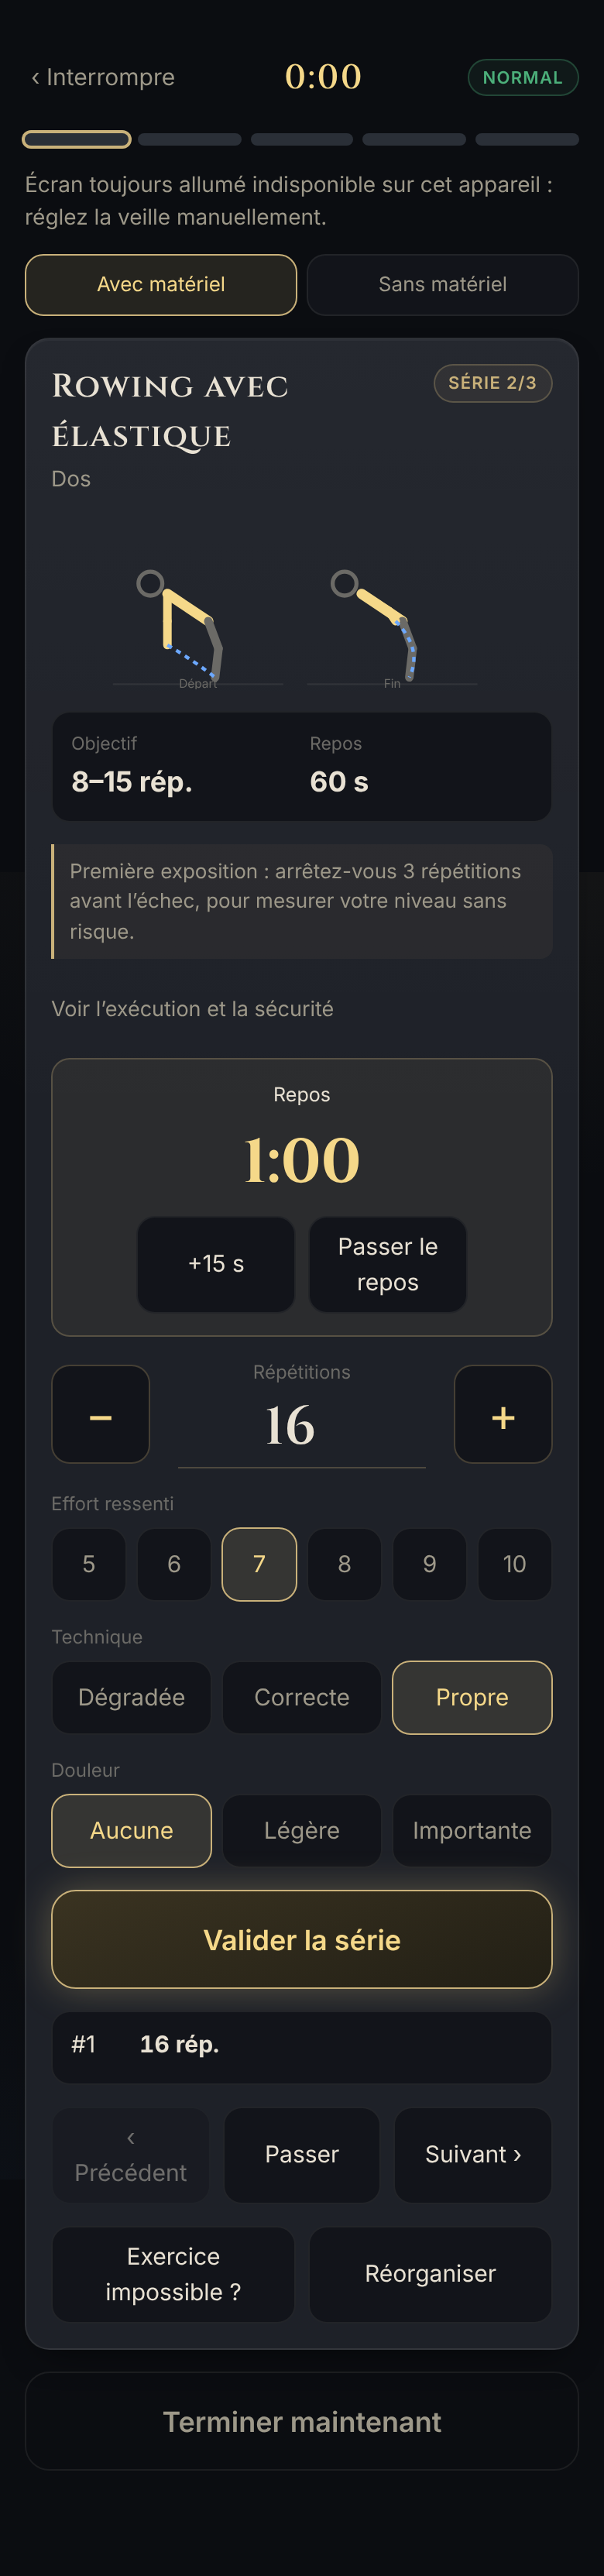 ‹ Interrompre
0:00
NORMAL
Écran toujours allumé indisponible sur cet appareil :
réglez la veille manuellement.
Avec matériel
Sans matériel
Rowing avec
élastique
SÉRIE 2/3
Dos
Départ
Fin
Objectif
Repos
8–15 rép.
60 s
Première exposition : arrêtez-vous 3 répétitions
avant l’échec, pour mesurer votre niveau sans
risque.
Voir l’exécution et la sécurité
Repos
1:00
+15 s
Passer le
repos
−
Répétitions
16
+
Effort ressenti
5 6 7 8 9 10
Technique
Dégradée
Correcte
Propre
Douleur
Aucune
Légère
Importante
Valider la série
#1 16 rép.
‹
Précédent
Passer
Suivant ›
Exercice
impossible ?
Réorganiser
Terminer maintenant